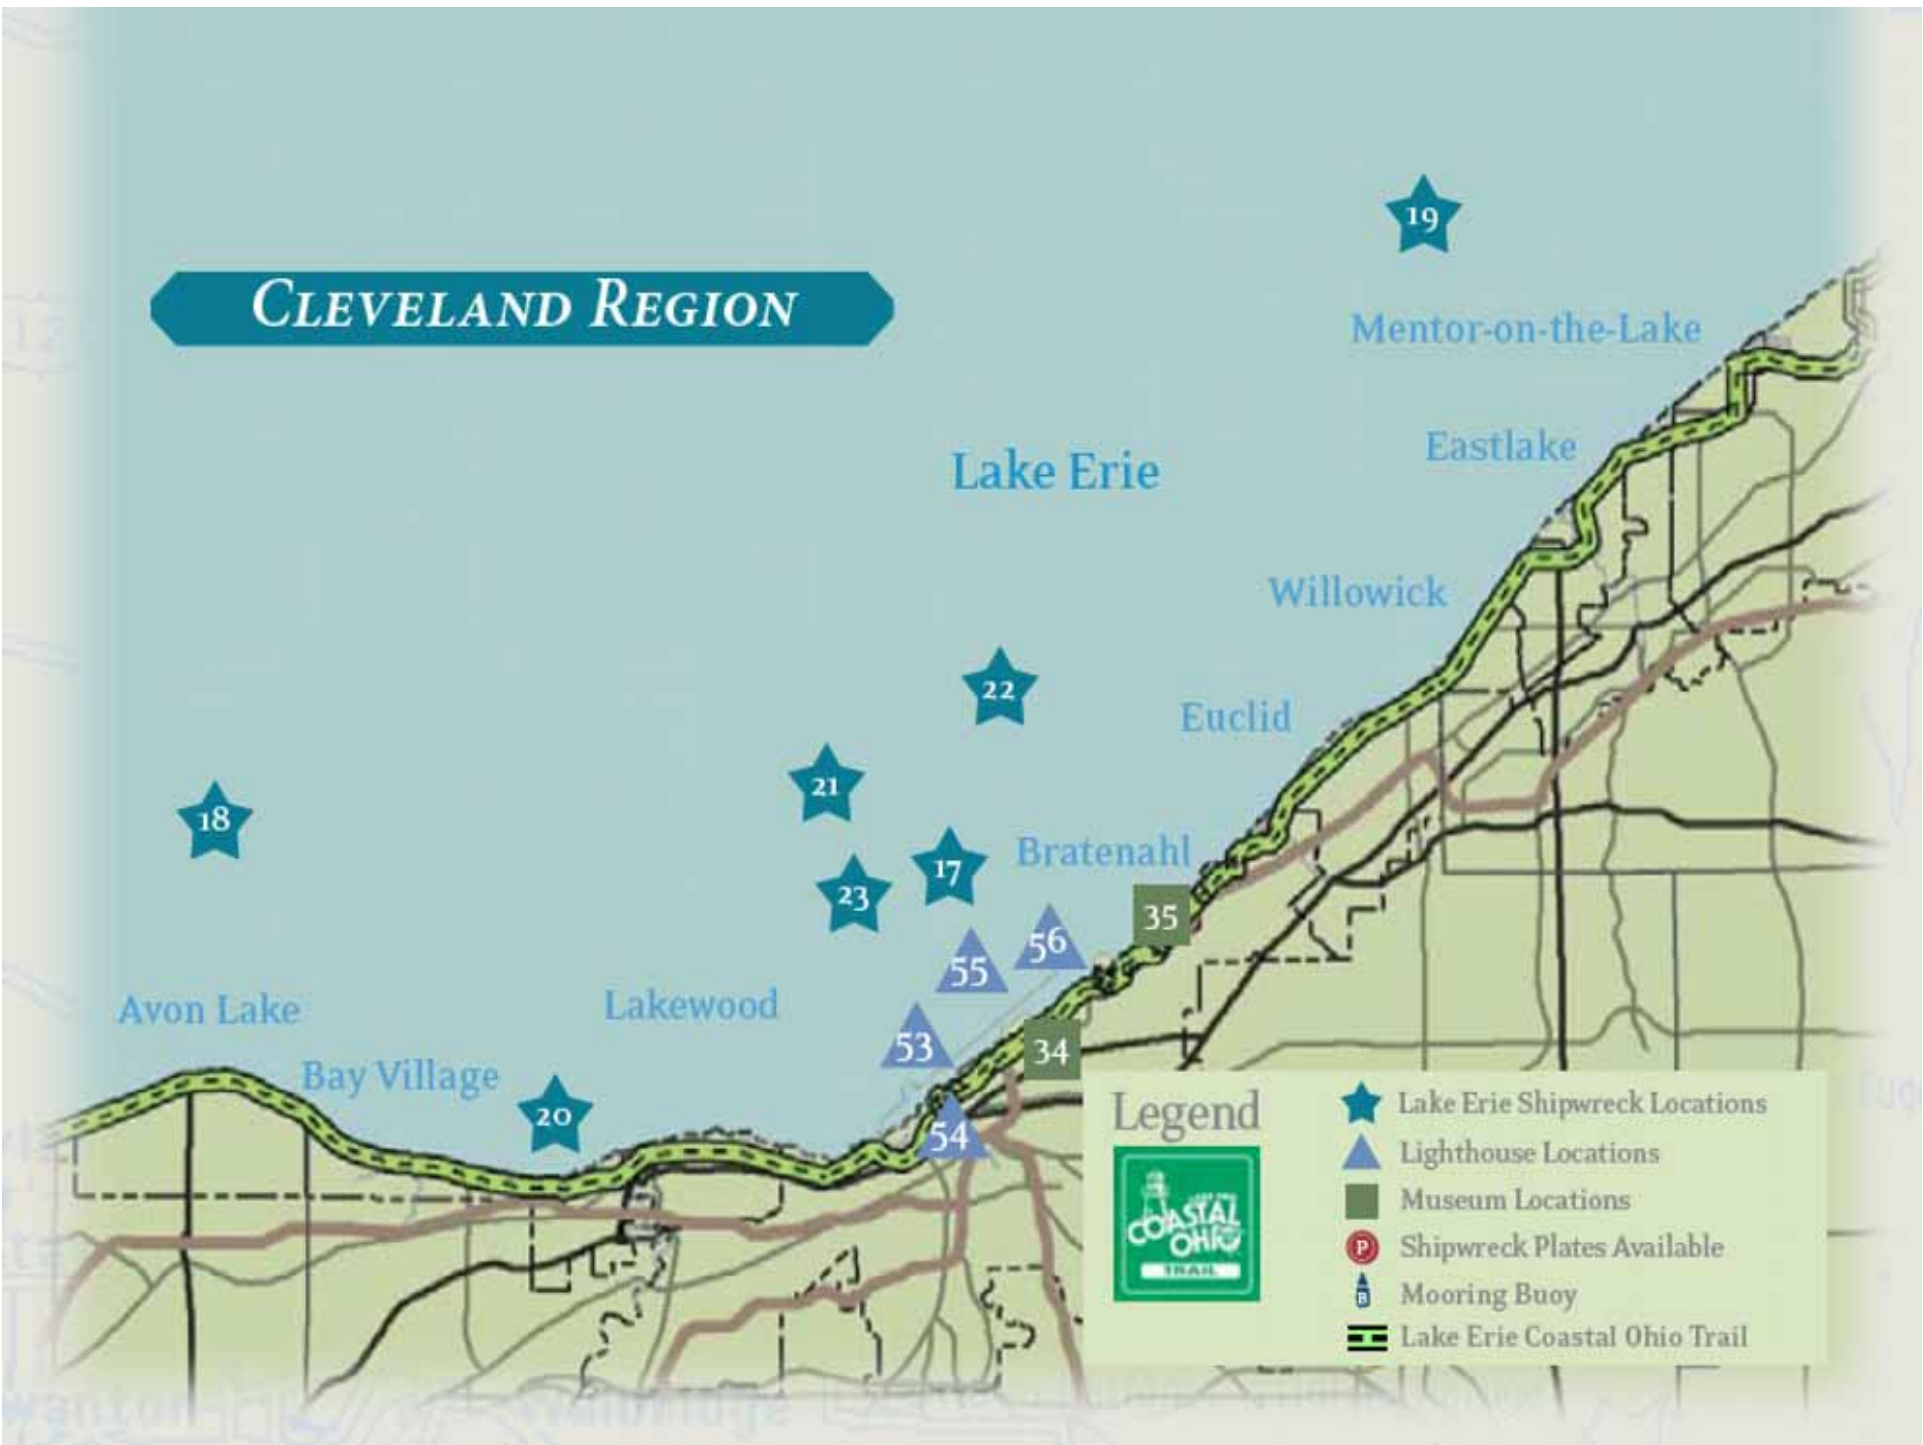 CLEVELAND REGION
19
Mentor-on-the-Lake
Eastlake
Lake Erie
Willowick
22
Euclid
21
18
17
Bratenahl
23
35
56
55
Avon Lake
Lakewood
53
34
Bay Village
20
54
Legend
COASTAL
OHIO
TRAIL
Lake Erie Shipwreck Locations
Lighthouse Locations
Museum Locations
P
Shipwreck Plates Available
B
Mooring Buoy
Lake Erie Coastal Ohio Trail